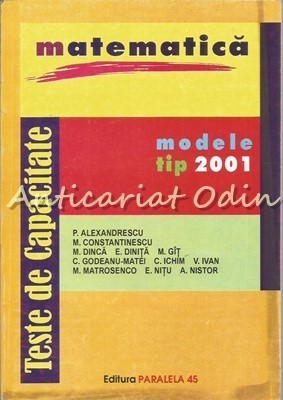 matematică
Teste de Capacitate
modele
tip 2001
Anticariat Odin
P. ALEXANDRESCU
M. CONSTANTINESCU
M. DINCĂ E. DINIȚĂ M. GÎȚ
C. GODEANU-MATEI C. ICHIM V. IVAN
M. MATROSENCO E. NIȚU A. NISTOR
Editura PARALELA 45